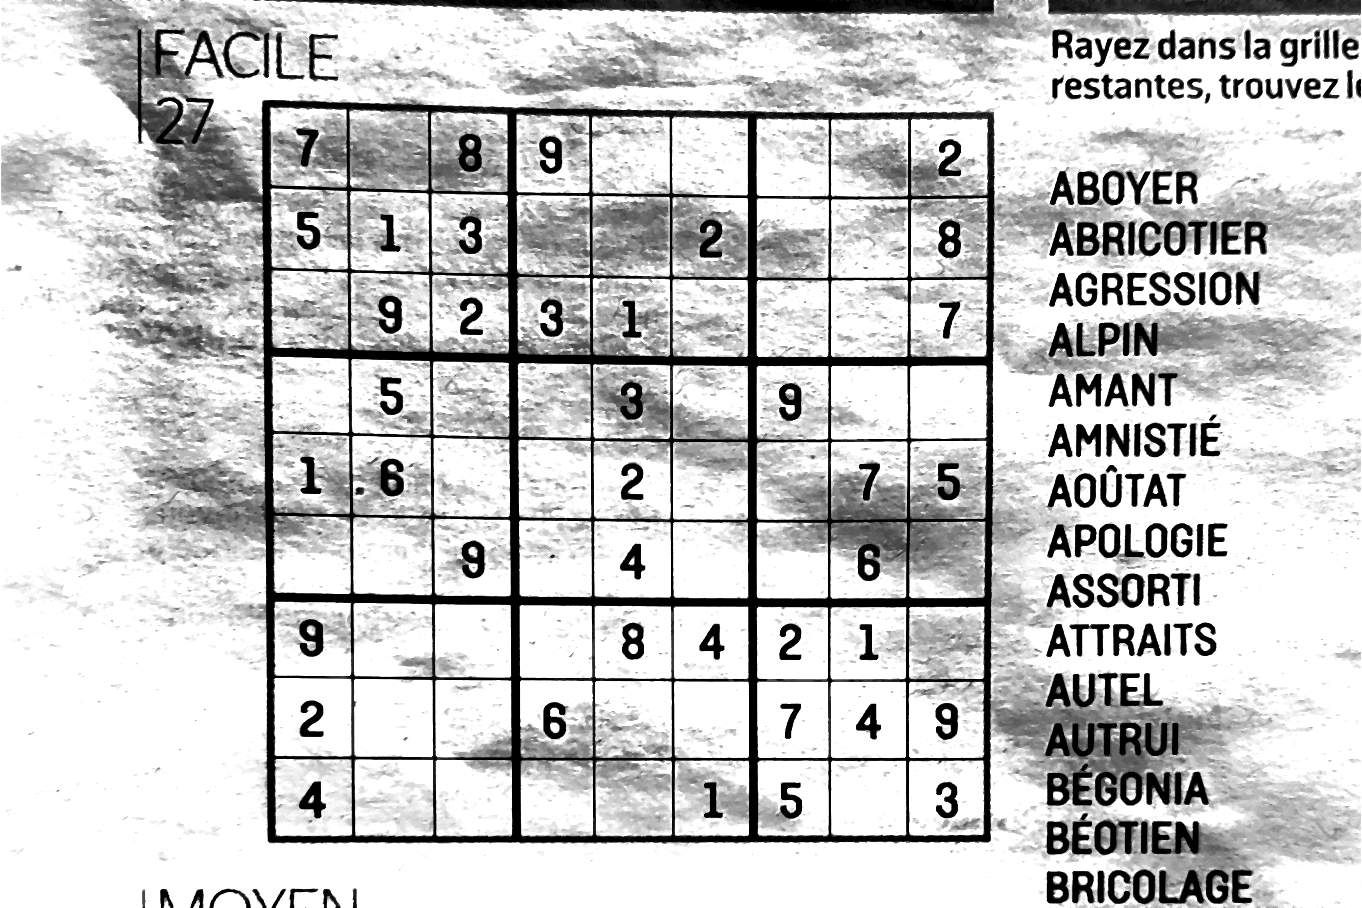 FACILE
27
7 8 9 2
5 1 3 2 8
9 2 3 1 7
5 3 9
1 . 6 2 7 5
9 4 6
9 8 4 2 1
2 6 7 4 9
4 1 5 3
MOYEN
Rayez dans la grille
restantes, trouvez
ABOYER
ABRICOTIER
AGRESSION
ALPIN
AMANT
AMNISTIÉ
AOÛTAT
APOLOGIE
ASSORTI
ATTRAITS
AUTEL
AUTRUI
BÉGONIA
BÉOTIEN
BRICOLAGE